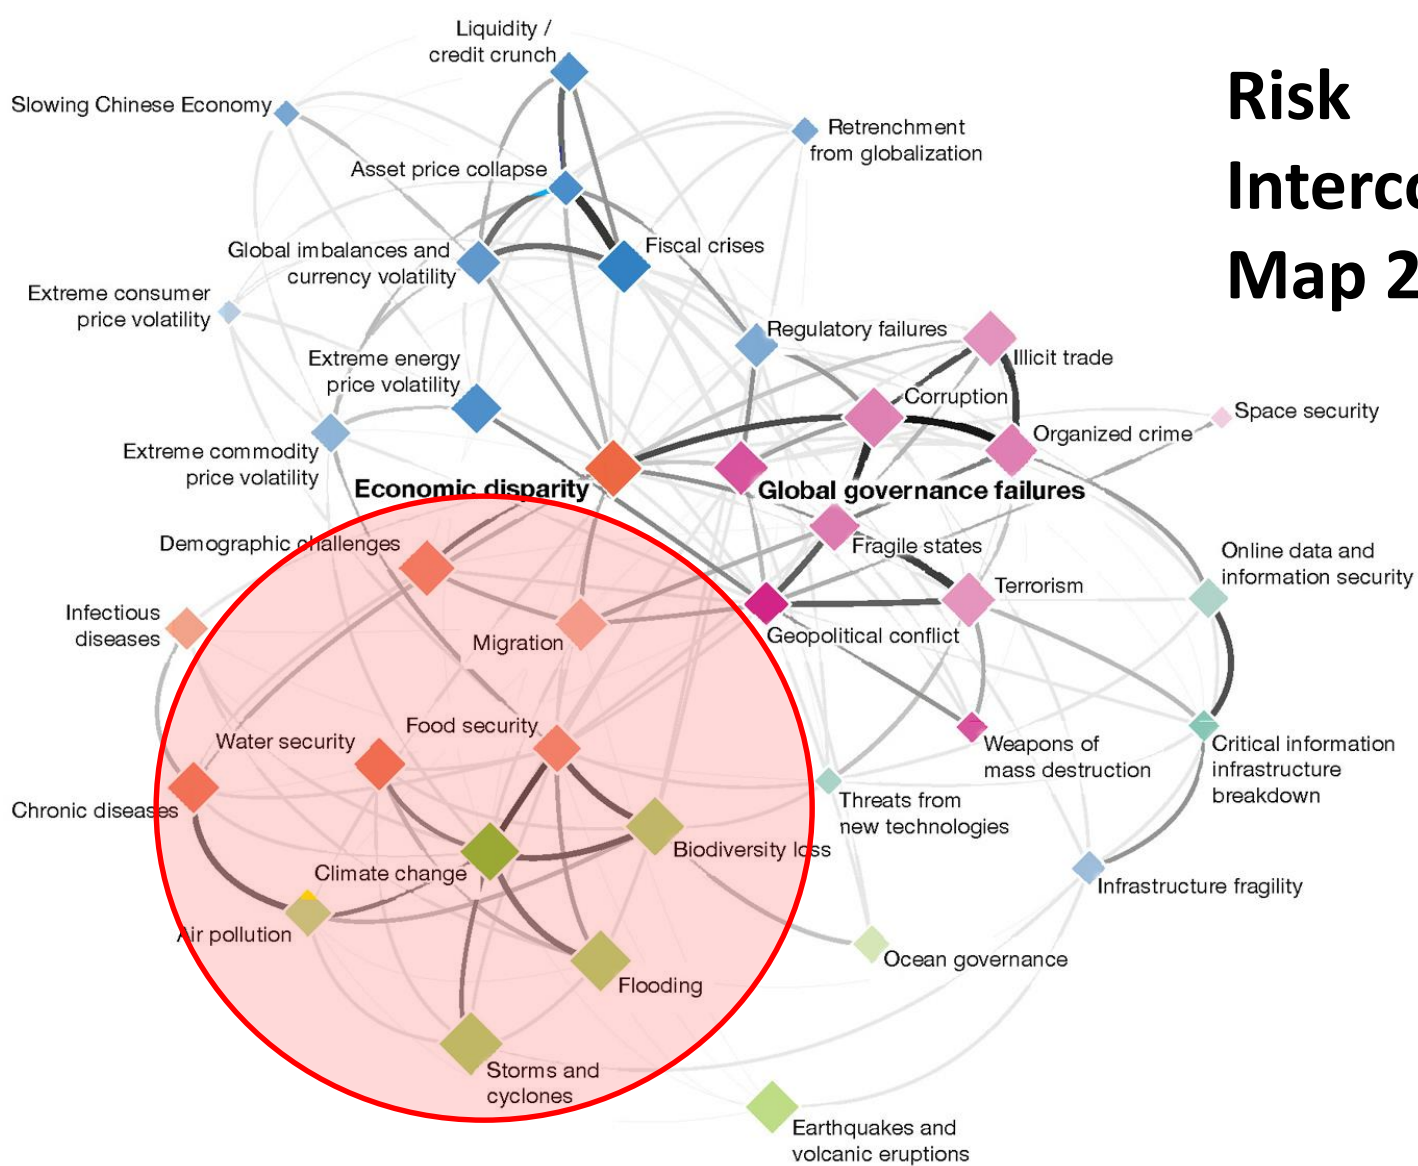 Risk
Interco
Map 2
Liquidity /
credit crunch
Slowing Chinese Economy
Retrenchment
from globalization
Asset price collapse
Global imbalances and
currency volatility
Fiscal crises
Extreme consumer
price volatility
Regulatory failures
Illicit trade
Extreme energy
price volatility
Corruption
Space security
Organized crime
Extreme commodity
price volatility
Economic disparity
Global governance failures
Demographic challenges
Fragile states
Online data and
information security
Terrorism
Infectious
diseases
Migration
Geopolitical conflict
Food security
Water security
Weapons of
mass destruction
Critical information
infrastructure
breakdown
Chronic diseases
Threats from
new technologies
Biodiversity loss
Climate change
Infrastructure fragility
Air pollution
Ocean governance
Flooding
Storms and
cyclones
Earthquakes and
volcanic eruptions